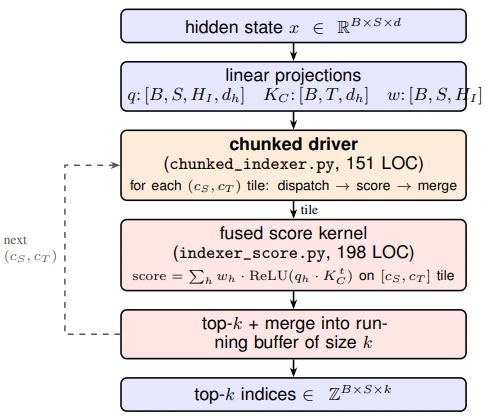 hidden state x ∈ ℝ^{B×S×d}
linear projections
q: [B, S, H_I, d_h]  K_C: [B, T, d_h]  w: [B, S, H_I]
chunked driver
(chunked_indexer.py, 151 LOC)
for each (c_S, c_T) tile: dispatch → score → merge
tile
next
(c_S, c_T)
fused score kernel
(indexer_score.py, 198 LOC)
score = ∑_h w_h · ReLU(q_h · K_C^t) on [c_S, c_T] tile
top-k + merge into run-
ning buffer of size k
top-k indices ∈ ℤ^{B×S×k}